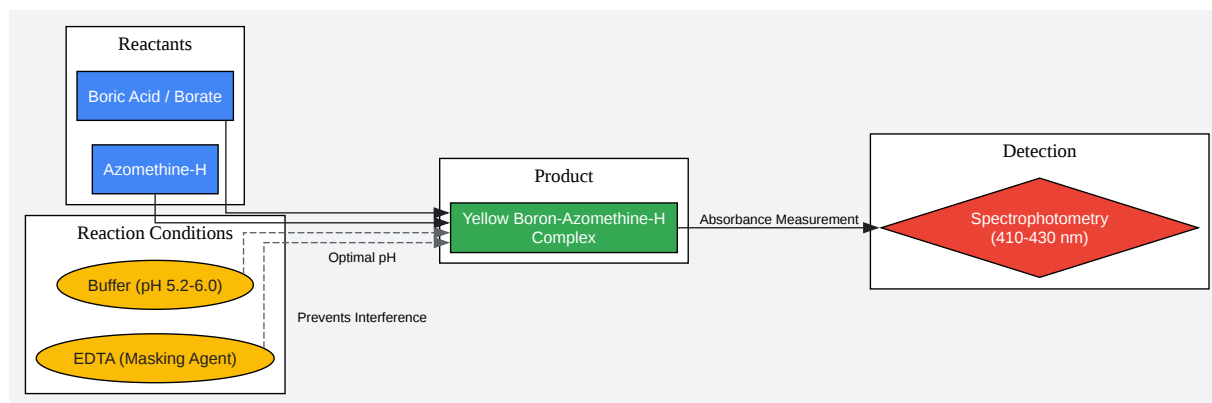 Reactants
Boric Acid / Borate
Azomethine-H
Reaction Conditions
Buffer (pH 5.2-6.0)
EDTA (Masking Agent)
Optimal pH
Prevents Interference
Product
Yellow Boron-Azomethine-H
Complex
Absorbance Measurement
Detection
Spectrophotometry
(410-430 nm)